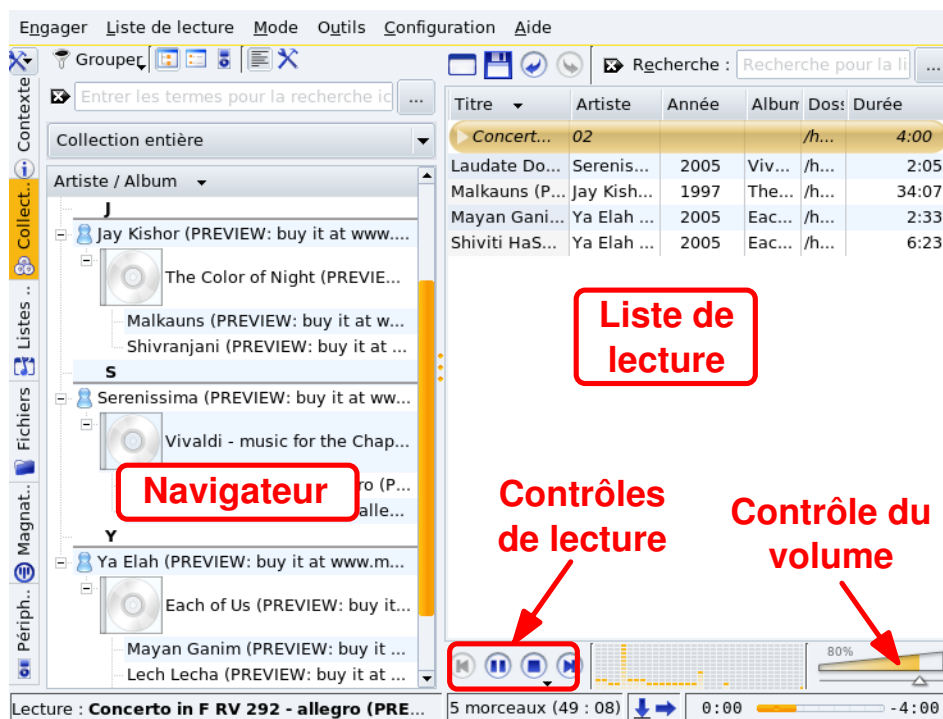 Engager Liste de lecture Mode Outils Configuration Aide
Grouper
Recherche : Recherche pour la li ...
Entrer les termes pour la recherche ic ...
Collection entière
Artiste / Album
J
Jay Kishor (PREVIEW: buy it at www....
The Color of Night (PREVIE...
Malkauns (PREVIEW: buy it at w...
Shivranjani (PREVIEW: buy it at ...
S
Serenissima (PREVIEW: buy it at ww...
Vivaldi - music for the Chap...
ro (P...
alle...
Y
Ya Elah (PREVIEW: buy it at www.m...
Each of Us (PREVIEW: buy it...
Mayan Ganim (PREVIEW: buy it ...
Lech Lecha (PREVIEW: buy it at ...
Navigateur
Contexte
Collect..
Listes ..
Fichiers
Magnat..
Périph..
Titre Artiste Année Album Dos: Durée
Concert... 02 /h... 4:00
Laudate Do... Serenis... 2005 Viv... /h... 2:05
Malkauns (P... Jay Kish... 1997 The... /h... 34:07
Mayan Gani... Ya Elah ... 2005 Eac... /h... 2:33
Shiviti HaS... Ya Elah ... 2005 Eac... /h... 6:23
Liste de
lecture
Contrôles
de lecture
Contrôle du
volume
80%
Lecture : Concerto in F RV 292 - allegro (PRE...
5 morceaux (49 : 08)
0:00
-4:00